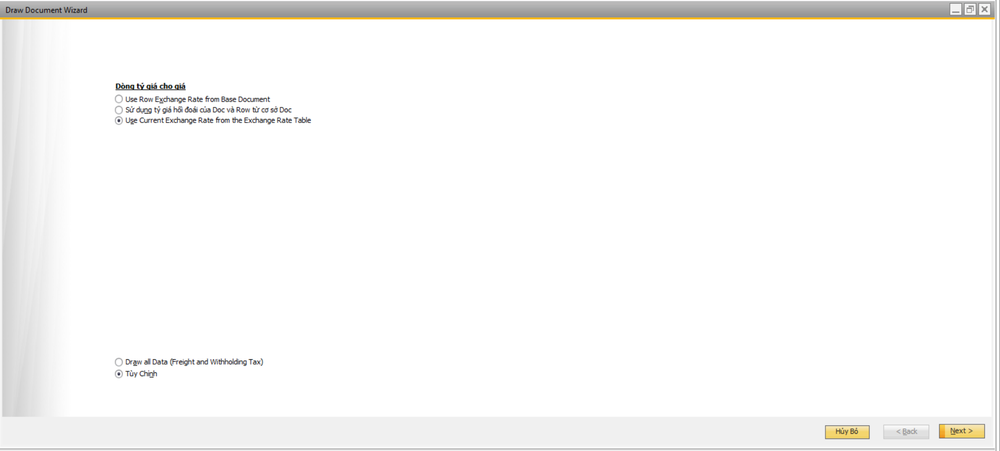 Draw Document Wizard
Dòng tỷ giá cho giá
Use Row Exchange Rate from Base Document
Sử dụng tỷ giá hối đoái của Doc và Row từ cơ sở Doc
Use Current Exchange Rate from the Exchange Rate Table
Draw all Data (Freight and Withholding Tax)
Tùy Chỉnh
Hủy Bỏ
< Back
Next >